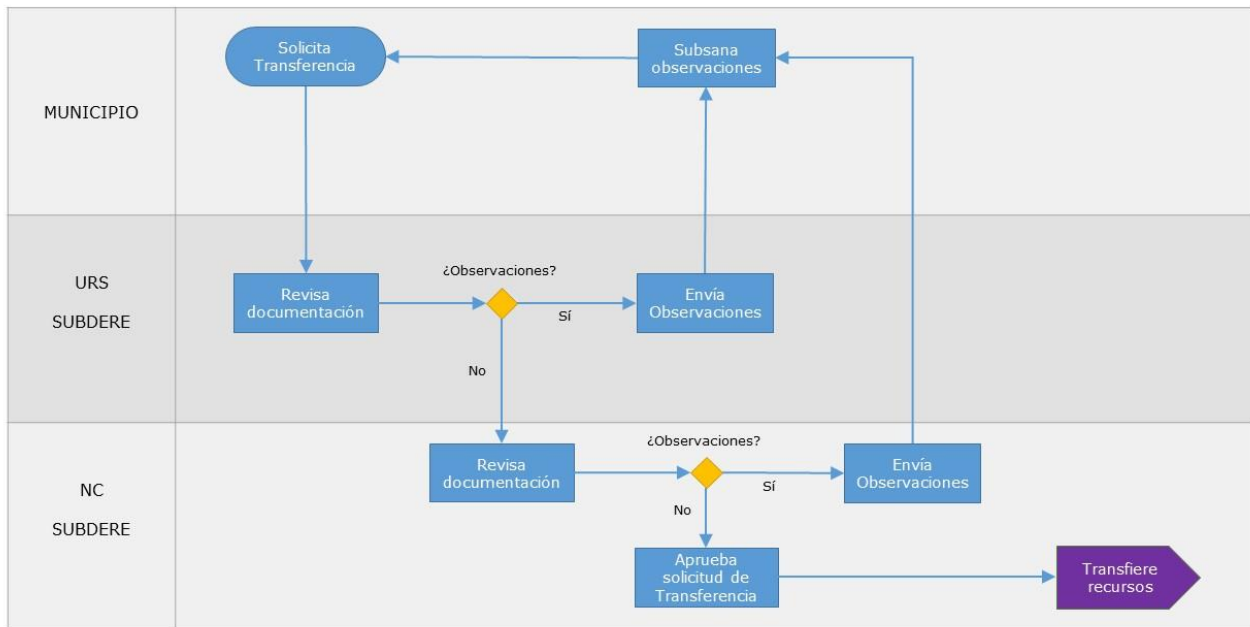 MUNICIPIO
Solicita
Transferencia
Subsana
observaciones
URS
SUBDERE
Revisa
documentación
¿Observaciones?
Sí
No
Envía
Observaciones
NC
SUBDERE
Revisa
documentación
¿Observaciones?
Sí
No
Envía
Observaciones
Aprueba
solicitud de
Transferencia
Transfiere
recursos